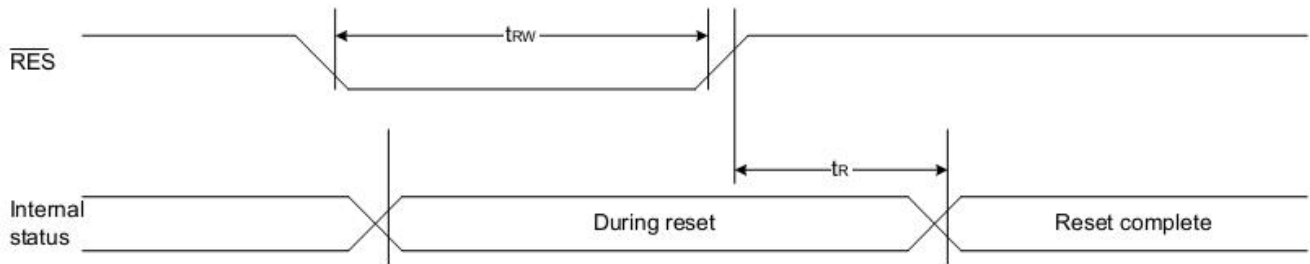 tRW
RES
tR
Internal
status
During reset
Reset complete